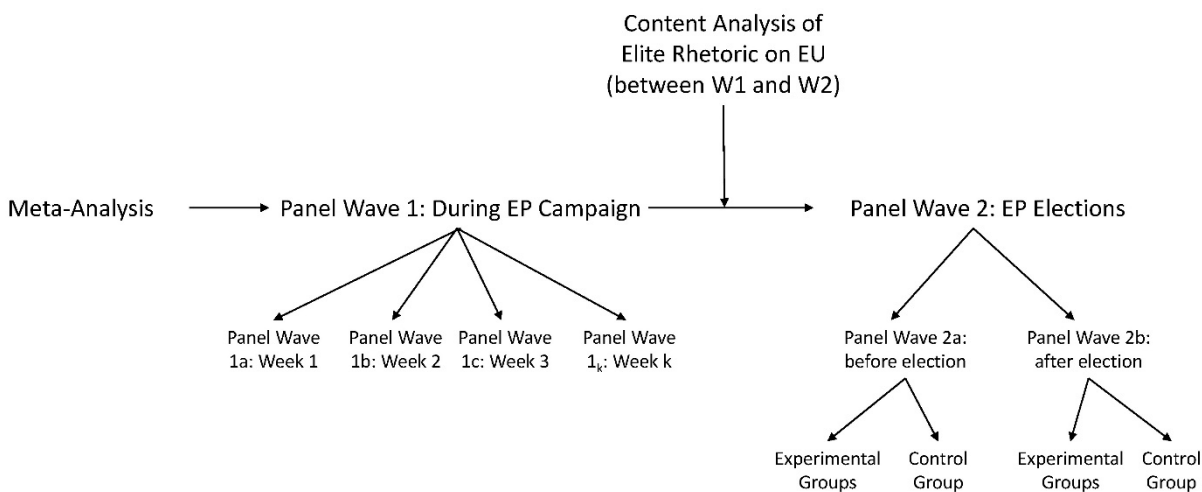 Content Analysis of
Elite Rhetoric on EU
(between W1 and W2)
Meta-Analysis
Panel Wave 1: During EP Campaign
Panel Wave 2: EP Elections
Panel Wave
1a: Week 1
Panel Wave
1b: Week 2
Panel Wave
1c: Week 3
Panel Wave
1ₖ: Week k
Panel Wave 2a:
before election
Panel Wave 2b:
after election
Experimental
Groups
Control
Group
Experimental
Groups
Control
Group